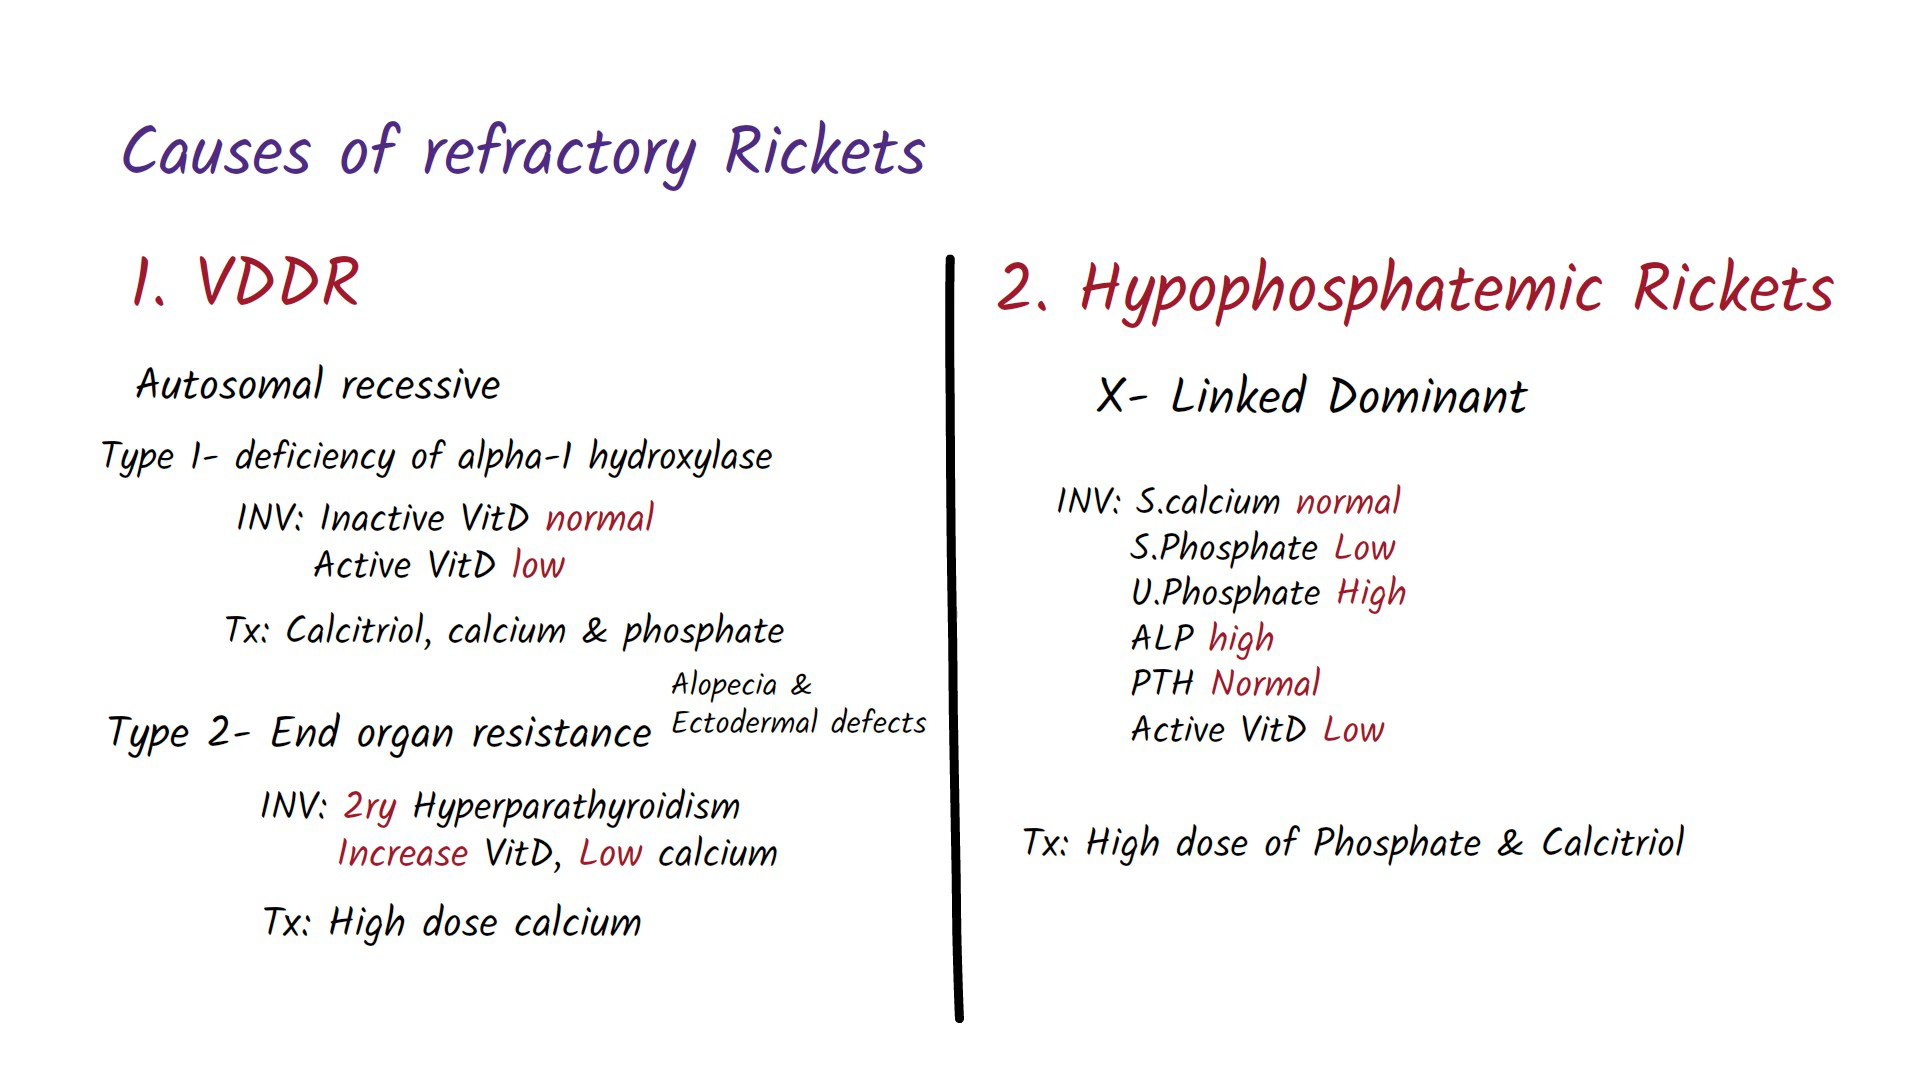 Causes of refractory Rickets
1. VDDR
Autosomal recessive
Type 1- deficiency of alpha-1 hydroxylase
INV: Inactive VitD normal
Active VitD low
Tx: Calcitriol, calcium & phosphate
Type 2- End organ resistance
Alopecia &
Ectodermal defects
INV: 2ry Hyperparathyroidism
Increase VitD, Low calcium
Tx: High dose calcium
2. Hypophosphatemic Rickets
X- Linked Dominant
INV: S.calcium normal
S.Phosphate Low
U.Phosphate High
ALP high
PTH Normal
Active VitD Low
Tx: High dose of Phosphate & Calcitriol